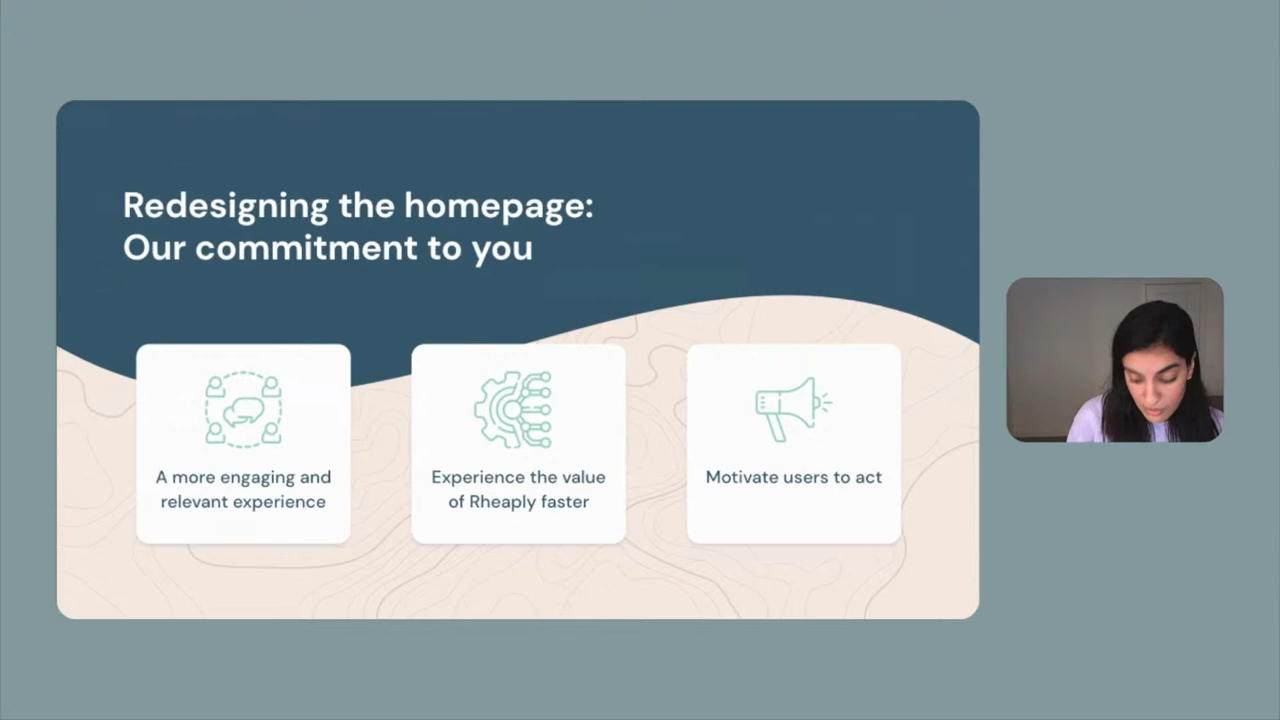 Redesigning the homepage:
Our commitment to you
A more engaging and
relevant experience
Experience the value
of Rheaply faster
Motivate users to act